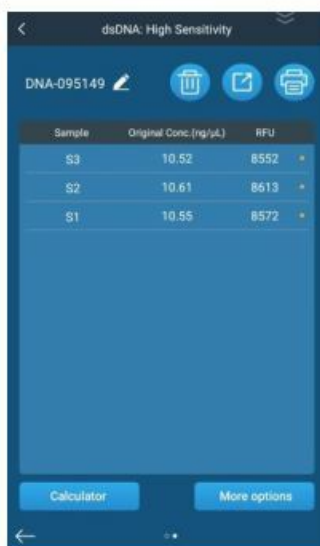 dsDNA: High Sensitivity
DNA-095149
Sample Original Conc.(ng/μL) RFU
S3 10.52 8552
S2 10.61 8613
S1 10.55 8572
Calculator More options